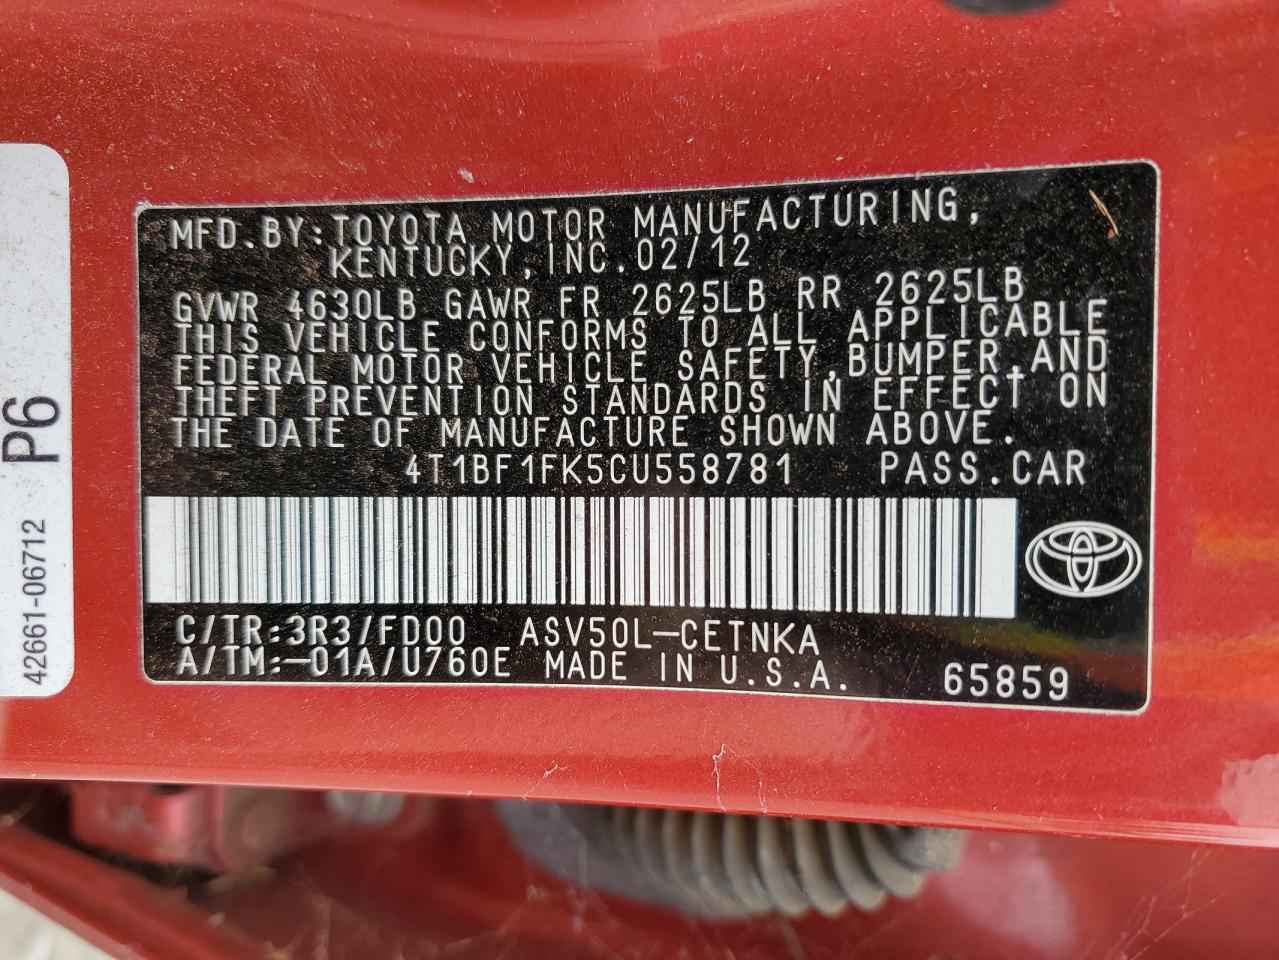 MFD.BY:TOYOTA MOTOR MANUFACTURING,
KENTUCKY,INC.02/12
GVWR 4630LB GAWR FR 2625LB RR 2625LB
THIS VEHICLE CONFORMS TO ALL APPLICABLE
FEDERAL MOTOR VEHICLE SAFETY,BUMPER,AND
THEFT PREVENTION STANDARDS IN EFFECT ON
THE DATE OF MANUFACTURE SHOWN ABOVE.
4T1BF1FK5CU558781 PASS.CAR
C/TR:3R3/FD00 ASV50L-CETNKA
A/TM:-01A/U760E MADE IN U.S.A. 65859
P6
42661-06712